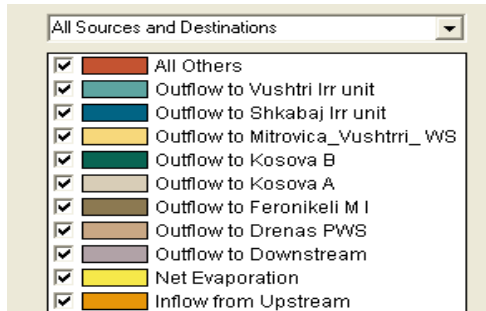 All Sources and Destinations
All Others
Outflow to Vushtri Irr unit
Outflow to Shkabaj Irr unit
Outflow to Mitrovica_Vushtrri_ WS
Outflow to Kosova B
Outflow to Kosova A
Outflow to Feronikeli M I
Outflow to Drenas PWS
Outflow to Downstream
Net Evaporation
Inflow from Upstream